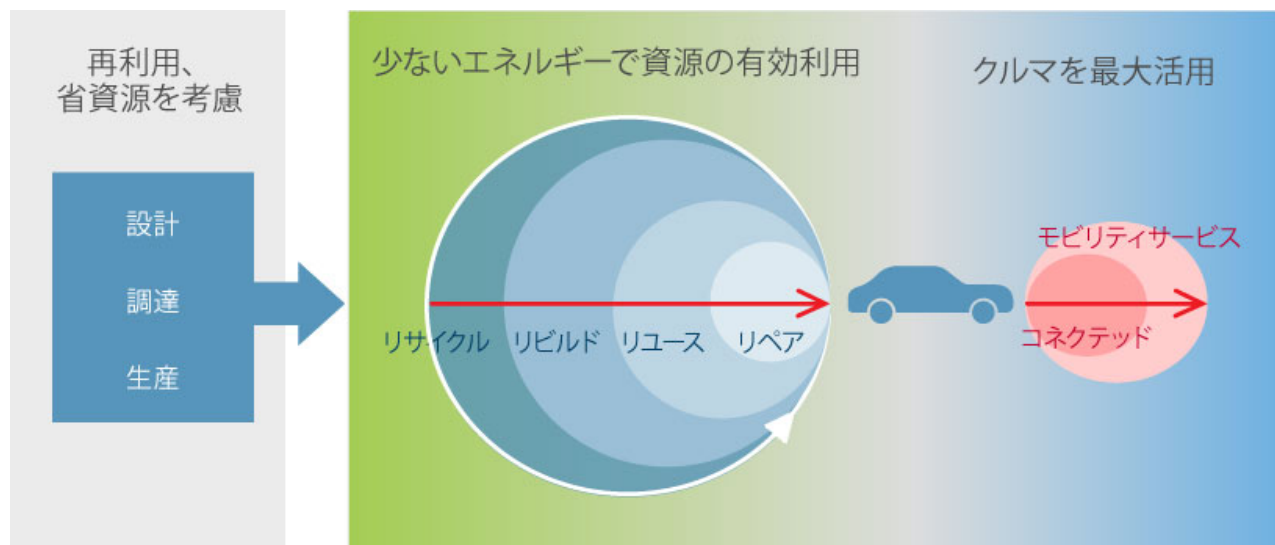 再利用、
省資源を考慮
設計
調達
生産
少ないエネルギーで資源の有効利用
リサイクル
リビルド
リユース
リペア
クルマを最大活用
モビリティサービス
コネクテッド